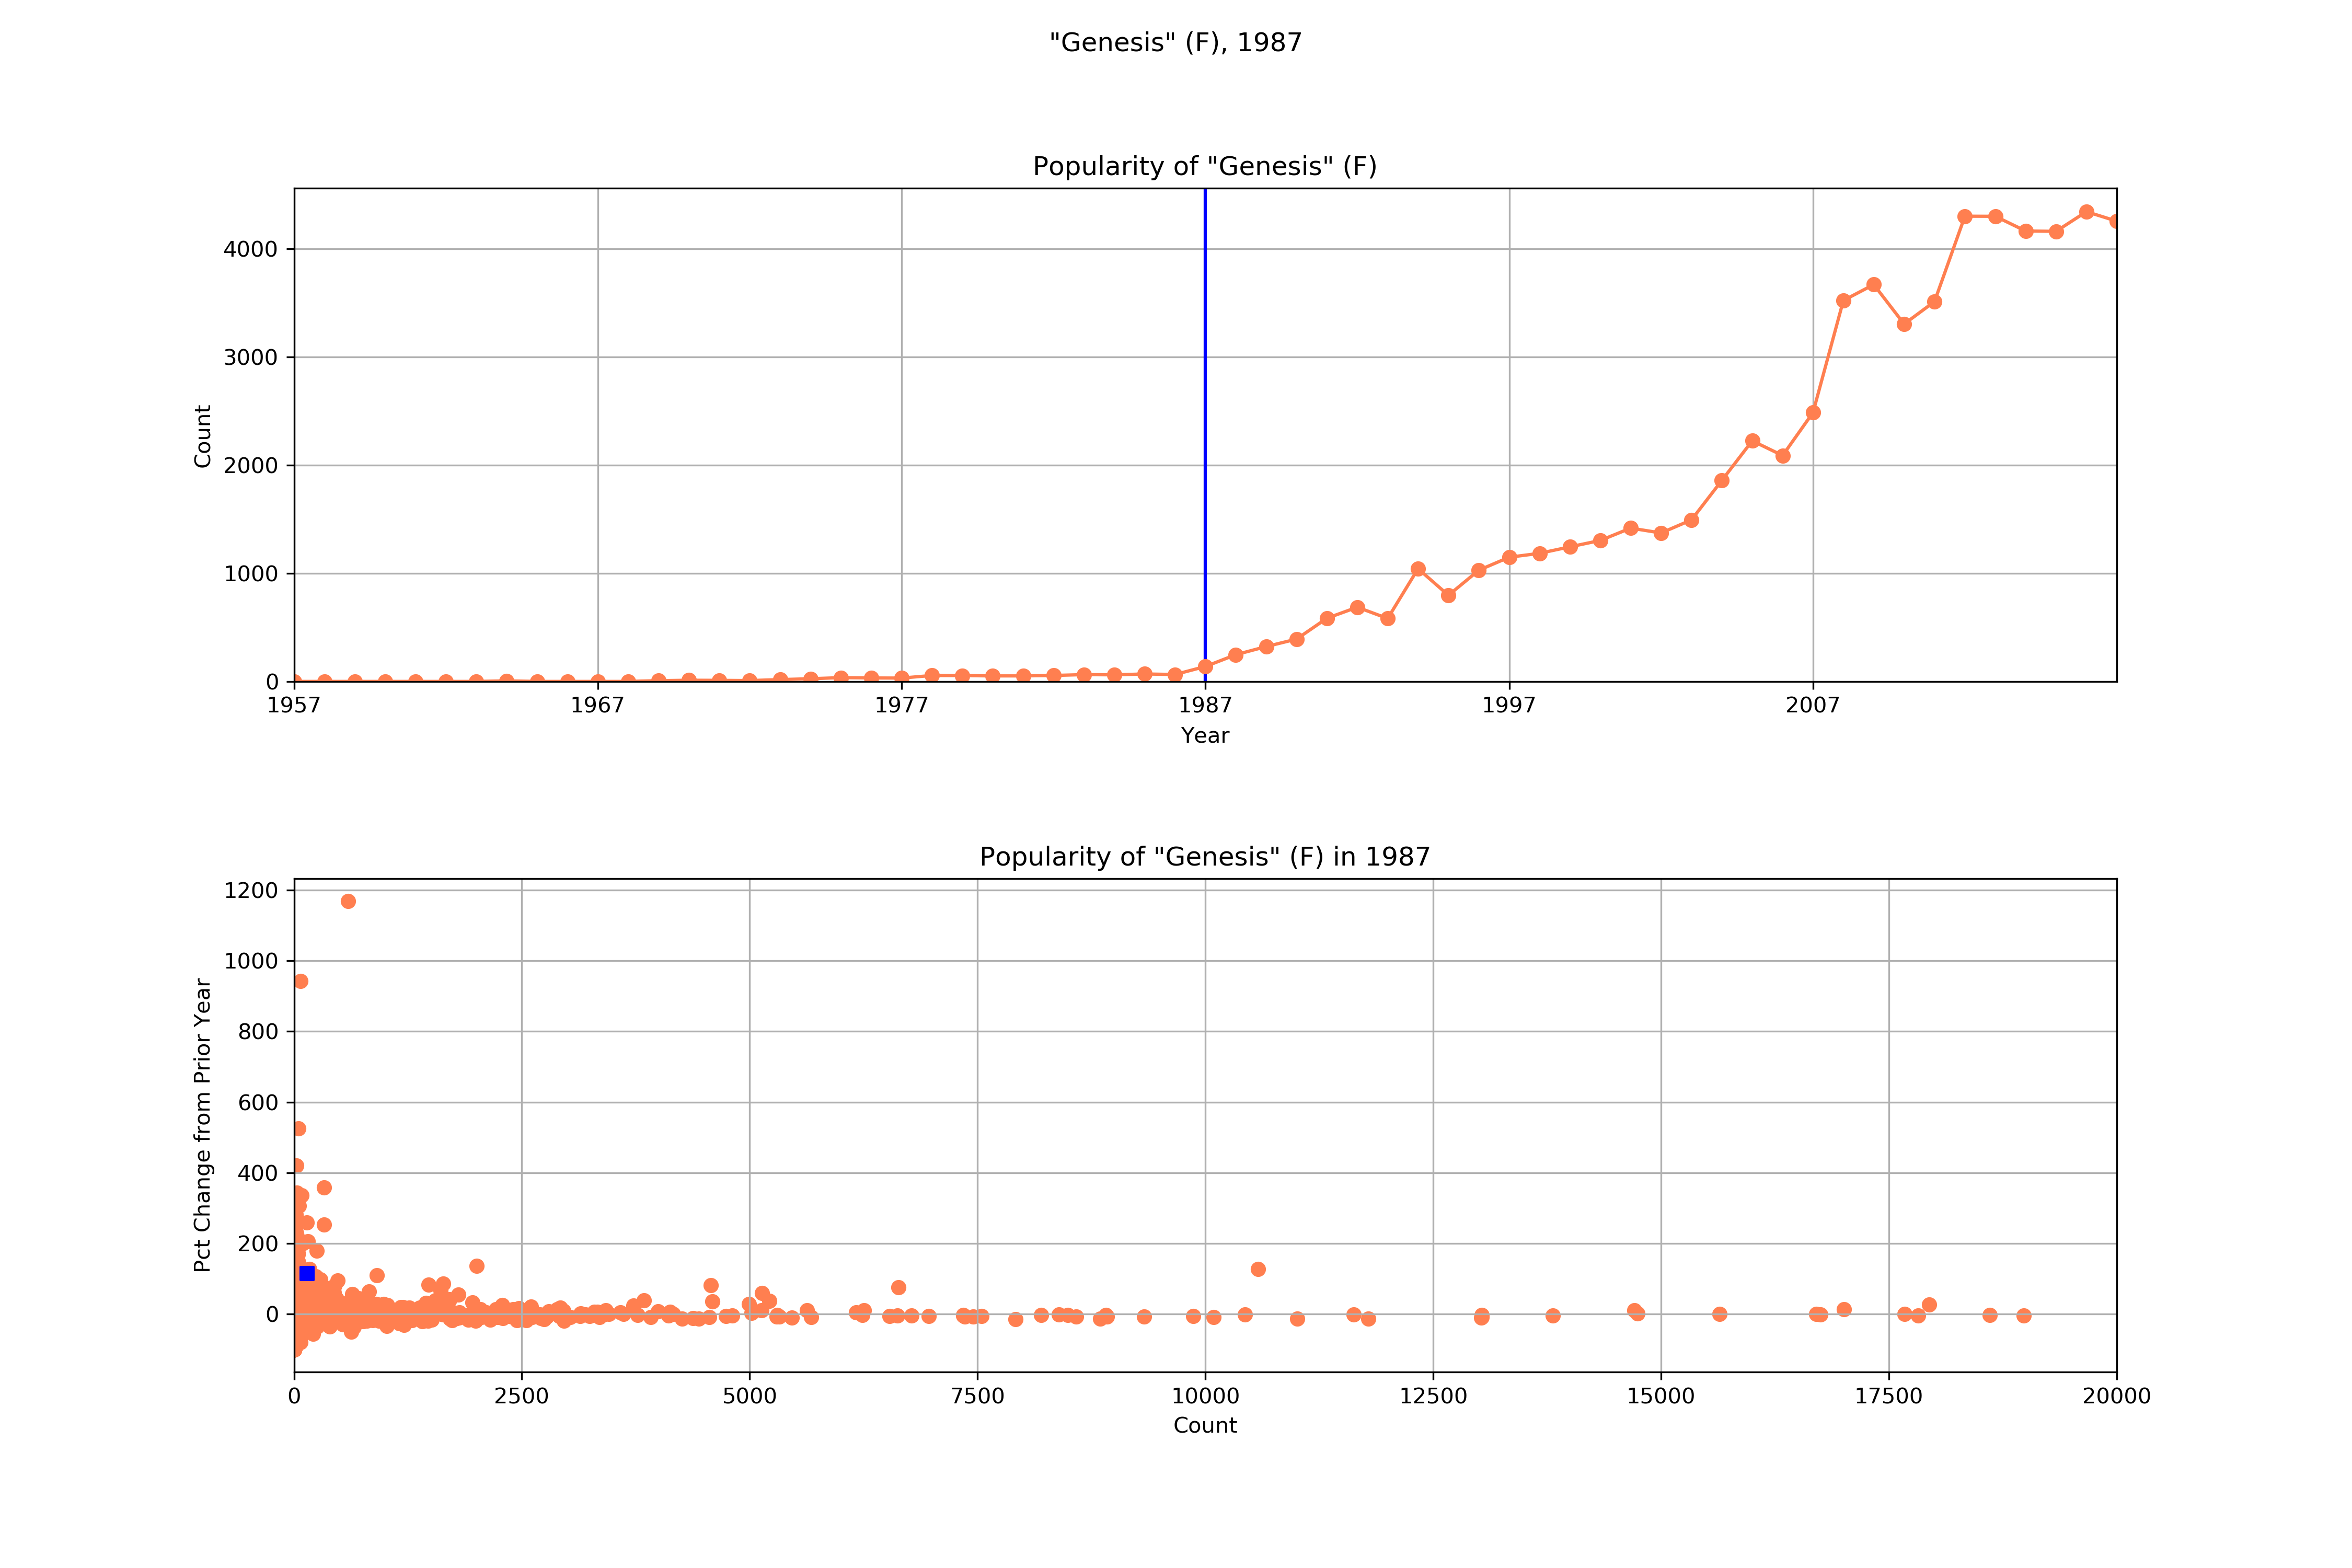 "Genesis" (F), 1987
Popularity of "Genesis" (F)
4000
3000
2000
1000
0
Count
1957 1967 1977 1987 1997 2007
Year
Popularity of "Genesis" (F) in 1987
1200
1000
800
600
400
200
0
Pct Change from Prior Year
0 2500 5000 7500 10000 12500 15000 17500 20000
Count